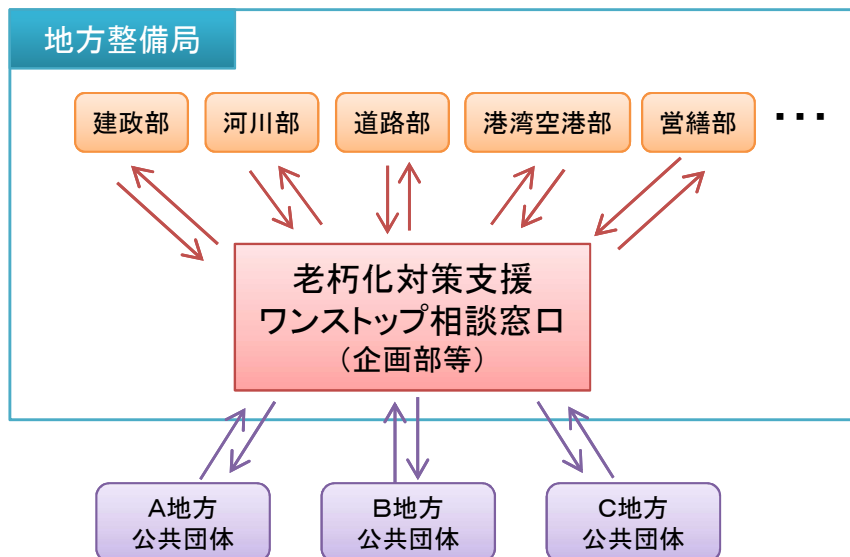 地方整備局
建政部
河川部
道路部
港湾空港部
営繕部
・・・
老朽化対策支援
ワンストップ相談窓口
(企画部等)
A地方
公共団体
B地方
公共団体
C地方
公共団体